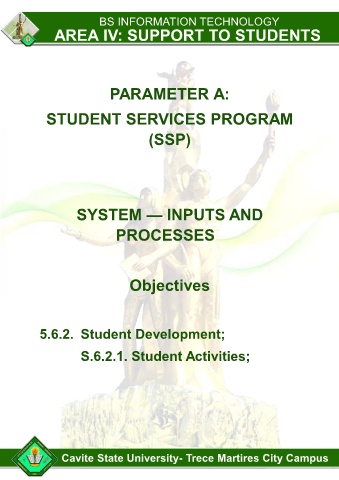 BS INFORMATION TECHNOLOGY
AREA IV: SUPPORT TO STUDENTS
PARAMETER A:
STUDENT SERVICES PROGRAM
(SSP)
SYSTEM — INPUTS AND
PROCESSES
Objectives
5.6.2. Student Development;
S.6.2.1. Student Activities;
Cavite State University- Trece Martires City Campus